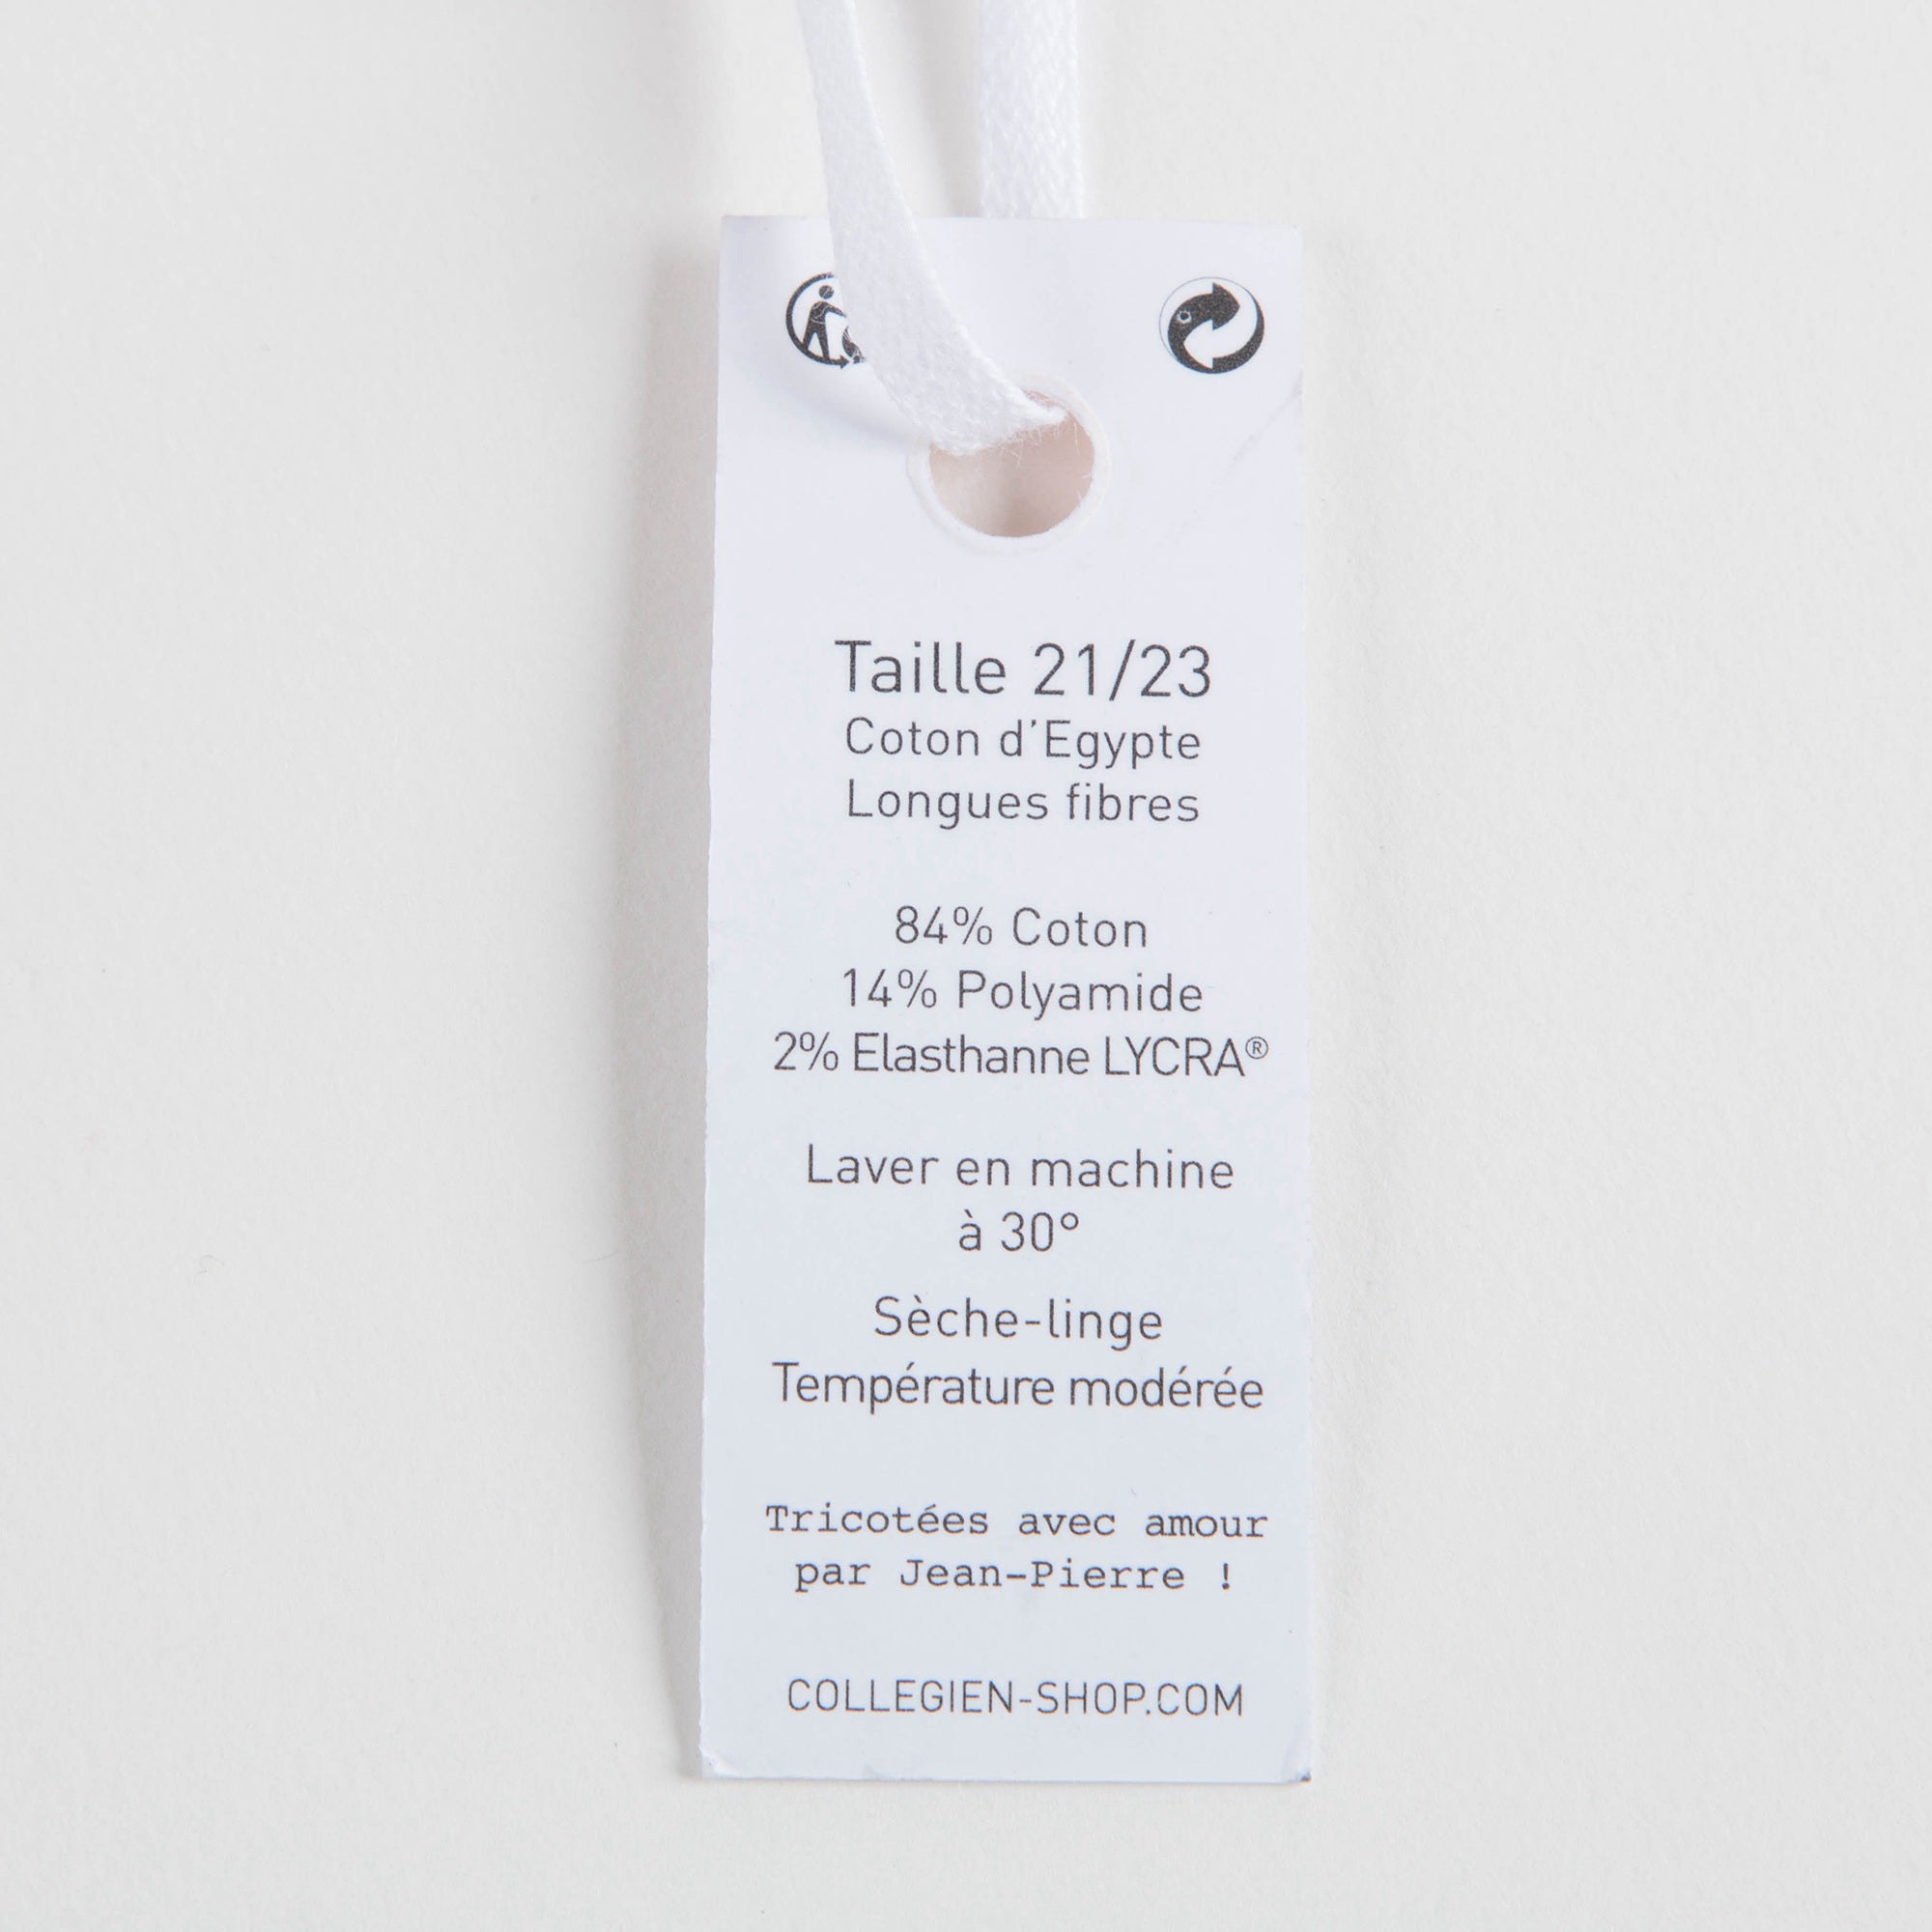 Taille 21/23
Coton d'Egypte
Longues fibres
84% Coton
14% Polyamide
2% Elasthanne LYCRA®
Laver en machine
à 30°
Sèche-linge
Température modérée
Tricotées avec amour
par Jean-Pierre !
COLLEGIEN-SHOP.COM